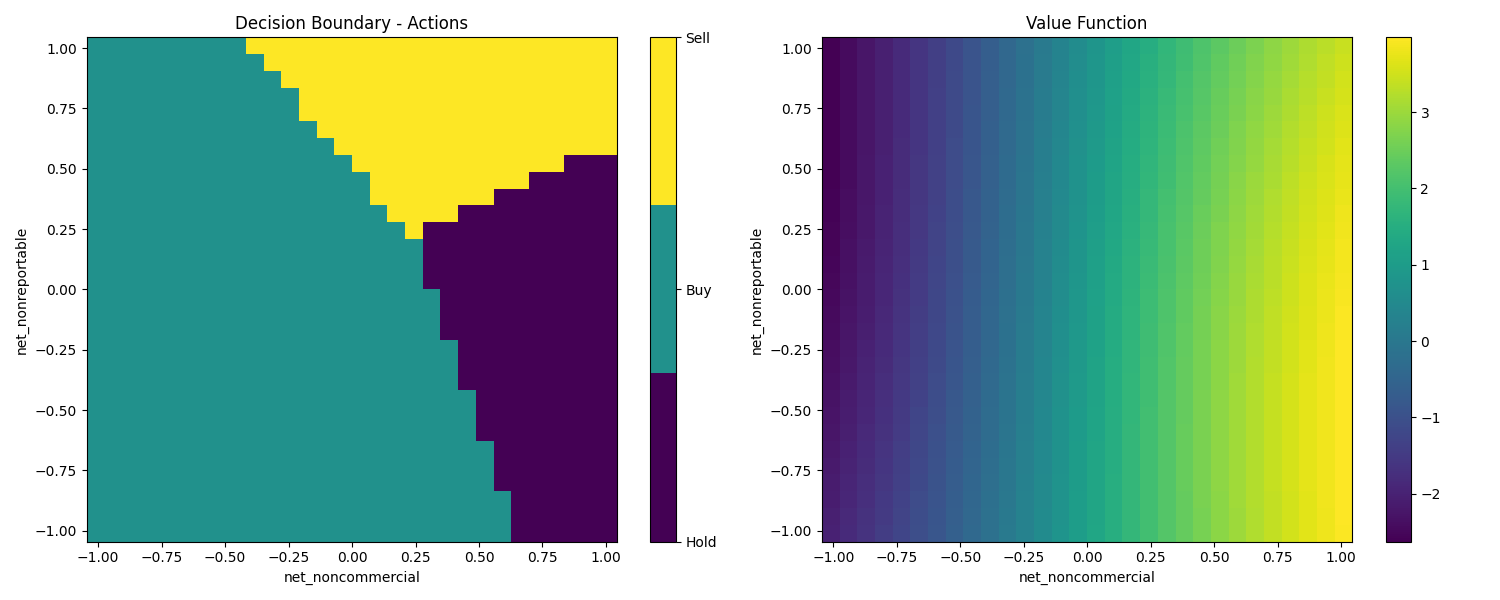 Decision Boundary - Actions
1.00
0.75
0.50
0.25
0.00
−0.25
−0.50
−0.75
−1.00
net_nonreportable
−1.00 −0.75 −0.50 −0.25 0.00 0.25 0.50 0.75 1.00
net_noncommercial
Sell
Buy
Hold
Value Function
1.00
0.75
0.50
0.25
0.00
−0.25
−0.50
−0.75
−1.00
net_nonreportable
−1.00 −0.75 −0.50 −0.25 0.00 0.25 0.50 0.75 1.00
net_noncommercial
3
2
1
0
−1
−2